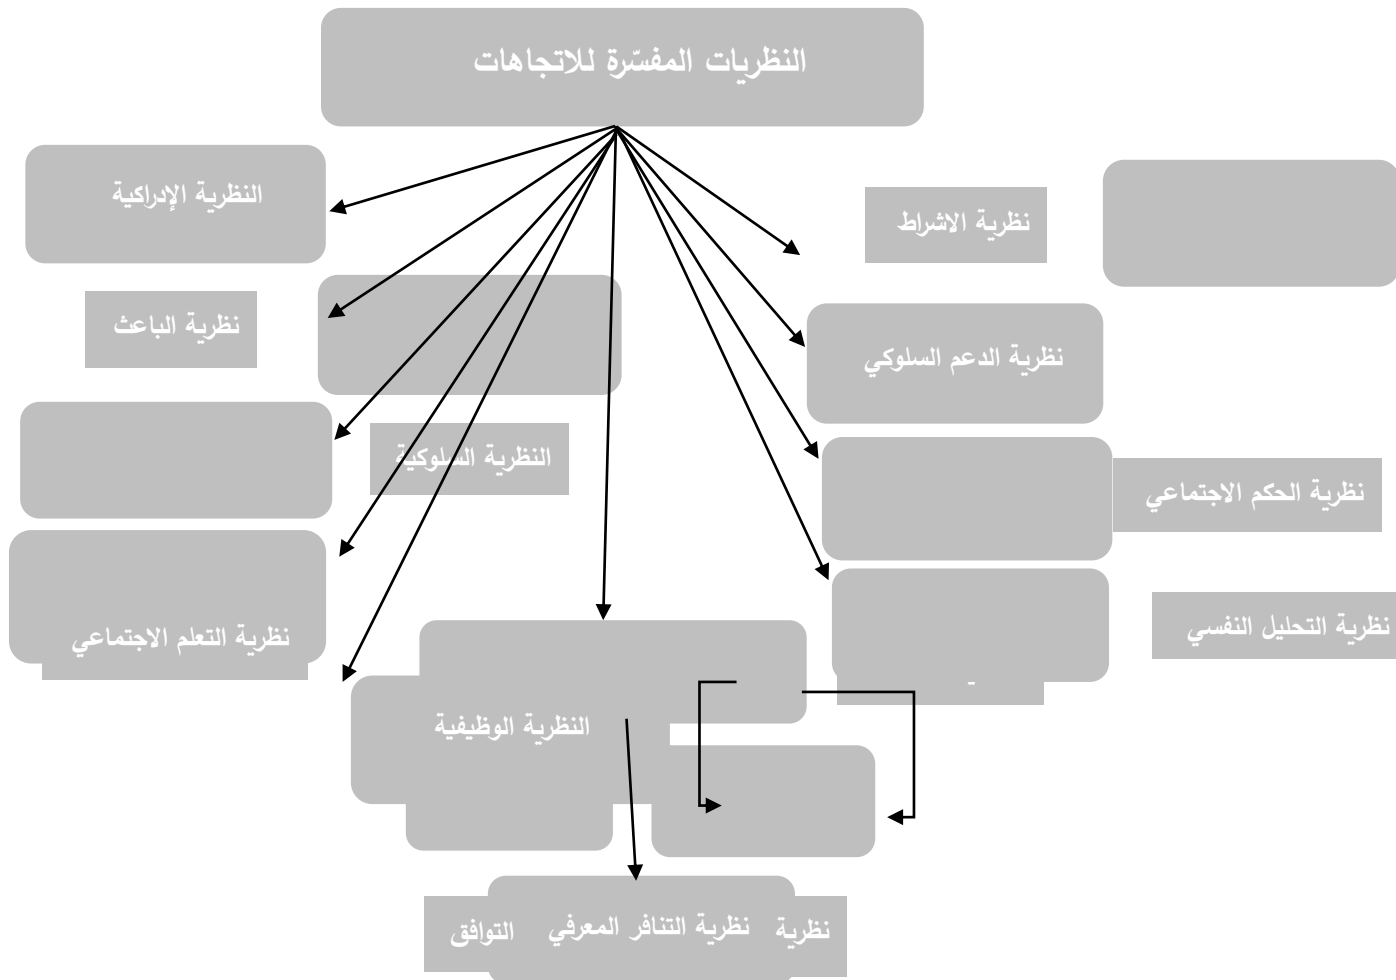 النظريات المفسّرة للاتجاهات
نظرية الاشراط
النظرية الإدراكية
نظرية الدعم السلوكي
نظرية الباعث
نظرية الحكم الاجتماعي
النظرية السلوكية
نظرية التحليل النفسي
نظرية التعلم الاجتماعي
النظرية الوظيفية
نظرية
نظرية التنافر المعرفي
التوافق